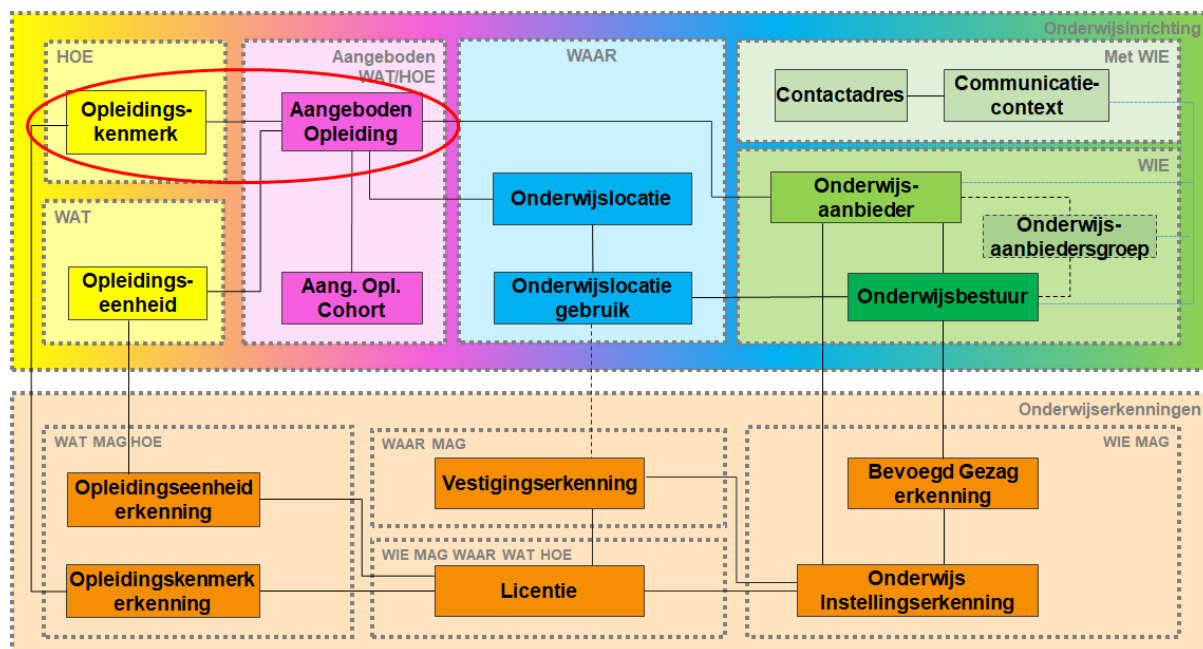 Onderwijsinrichting
HOE
Opleidings-
kenmerk
Aangeboden
WAT/HOE
Aangeboden
Opleiding
WAAR
Met WIE
Contactadres
Communicatie-
context
WIE
Onderwijs-
aanbieder
Onderwijs-
aanbiedersgroep
Onderwijsbestuur
Onderwijslocatie
Onderwijslocatie
gebruik
WAT
Opleidings-
eenheid
Aang. Opl.
Cohort
Onderwijserkenningen
WAT MAG HOE
Opleidingseenheid
erkenning
Opleidingskenmerk
erkenning
WAAR MAG
Vestigingserkenning
WIE MAG WAAR WAT HOE
Licentie
WIE MAG
Bevoegd Gezag
erkenning
Onderwijs
Instellingserkenning